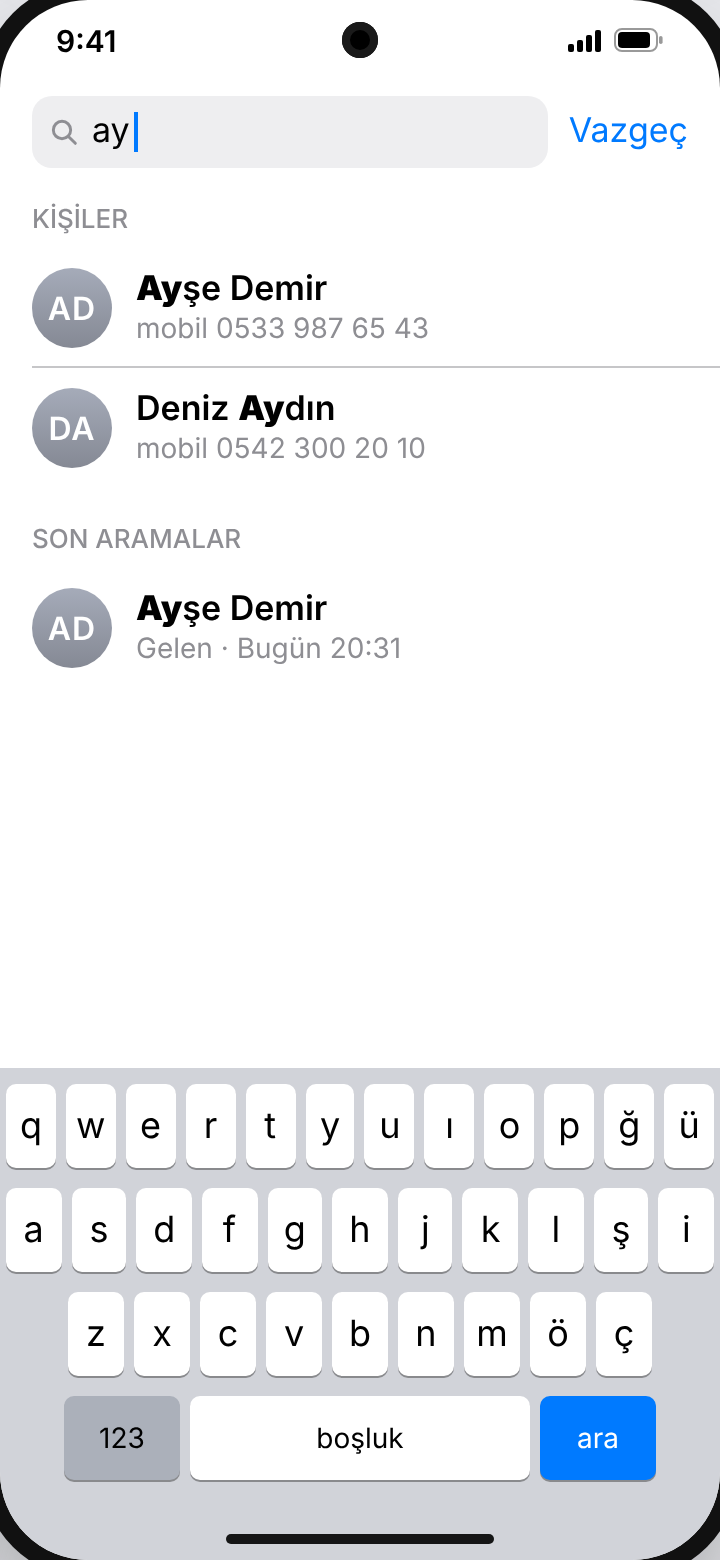 9:41
ay
Vazgeç
KİŞİLER
AD
Ayşe Demir
mobil 0533 987 65 43
DA
Deniz Aydın
mobil 0542 300 20 10
SON ARAMALAR
AD
Ayşe Demir
Gelen · Bugün 20:31
q w e r t y u ı o p ğ ü
a s d f g h j k l ş i
z x c v b n m ö ç
123 boşluk ara